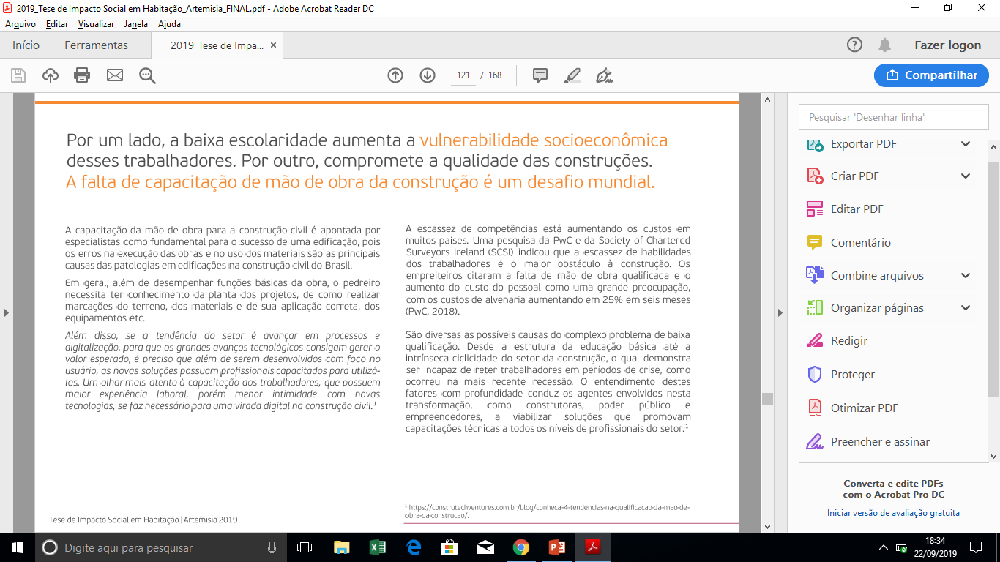 2019_Tese de Impacto Social em Habitação_Artemisia_FINAL.pdf - Adobe Acrobat Reader DC
Arquivo Editar Visualizar Janela Ajuda
Início Ferramentas 2019_Tese de Impa... Fazer logon
121 / 168 Compartilhar
Por um lado, a baixa escolaridade aumenta a vulnerabilidade socioeconômica
desses trabalhadores. Por outro, compromete a qualidade das construções.
A falta de capacitação de mão de obra da construção é um desafio mundial.
A capacitação da mão de obra para a construção civil é apontada por
especialistas como fundamental para o sucesso de uma edificação, pois
os erros na execução das obras e no uso dos materiais são as principais
causas das patologias em edificações na construção civil do Brasil.
Em geral, além de desempenhar funções básicas da obra, o pedreiro
necessita ter conhecimento da planta dos projetos, de como realizar
marcações do terreno, dos materiais e de sua aplicação correta, dos
equipamentos etc.
Além disso, se a tendência do setor é avançar em processos e
digitalização, para que os grandes avanços tecnológicos consigam gerar o
valor esperado, é preciso que além de serem desenvolvidos com foco no
usuário, as novas soluções possuam profissionais capacitados para utilizá-
las. Um olhar mais atento à capacitação dos trabalhadores, que possuem
maior experiência laboral, porém menor intimidade com novas
tecnologias, se faz necessário para uma virada digital na construção civil.¹
A escassez de competências está aumentando os custos em
muitos países. Uma pesquisa da PwC e da Society of Chartered
Surveyors Ireland (SCSI) indicou que a escassez de habilidades
dos trabalhadores é o maior obstáculo à construção. Os
empreiteiros citaram a falta de mão de obra qualificada e o
aumento do custo do pessoal como uma grande preocupação,
com os custos de alvenaria aumentando em 25% em seis meses
(PwC, 2018).
São diversas as possíveis causas do complexo problema de baixa
qualificação. Desde a estrutura da educação básica até a
intrínseca ciclicidade do setor da construção, o qual demonstra
ser incapaz de reter trabalhadores em períodos de crise, como
ocorreu na mais recente recessão. O entendimento destes
fatores com profundidade conduz os agentes envolvidos nesta
transformação, como construtoras, poder público e
empreendedores, a viabilizar soluções que promovam
capacitações técnicas a todos os níveis de profissionais do setor.¹
¹ https://construtechventures.com.br/blog/conheca-4-tendencias-na-qualificacao-da-mao-de-
obra-da-construcao/.
Tese de Impacto Social em Habitação | Artemisia 2019
Pesquisar 'Desenhar linha'
Exportar PDF
Criar PDF
Editar PDF
Comentário
Combine arquivos
Organizar páginas
Redigir
Proteger
Otimizar PDF
Preencher e assinar
Converta e edite PDFs
com o Acrobat Pro DC
Iniciar versão de avaliação gratuita
Digite aqui para pesquisar
18:34
22/09/2019